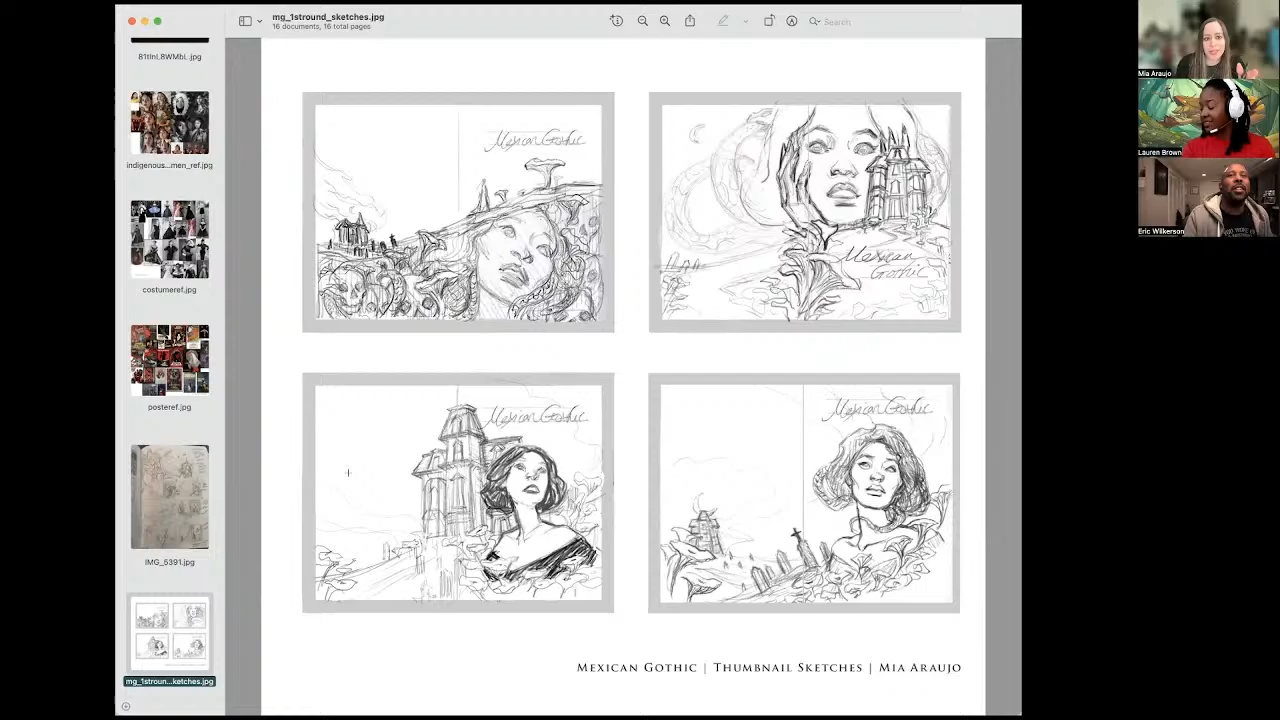 mg_1stround_sketches.jpg
16 documents, 16 total pages
Search
81tInL8WMbL.jpg
indigenous...men_ref.jpg
costumeref.jpg
posteref.jpg
IMG_5391.jpg
mg_1stroun...ketches.jpg
Mexican Gothic
Mexican
Gothic
Mexican Gothic
Mexican Gothic
Mexican Gothic | Thumbnail Sketches | Mia Araujo
Mia Araujo
Lauren Brown
Eric Wilkerson